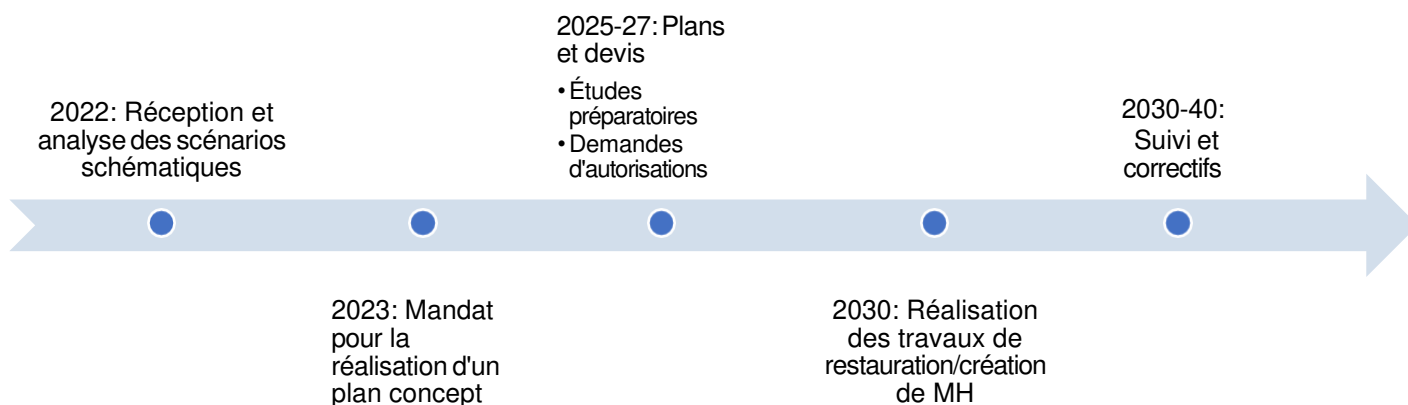 2022: Réception et
analyse des scénarios
schématiques
2023: Mandat
pour la
réalisation d'un
plan concept
2025-27: Plans
et devis
• Études
préparatoires
• Demandes
d'autorisations
2030: Réalisation
des travaux de
restauration/création
de MH
2030-40:
Suivi et
correctifs